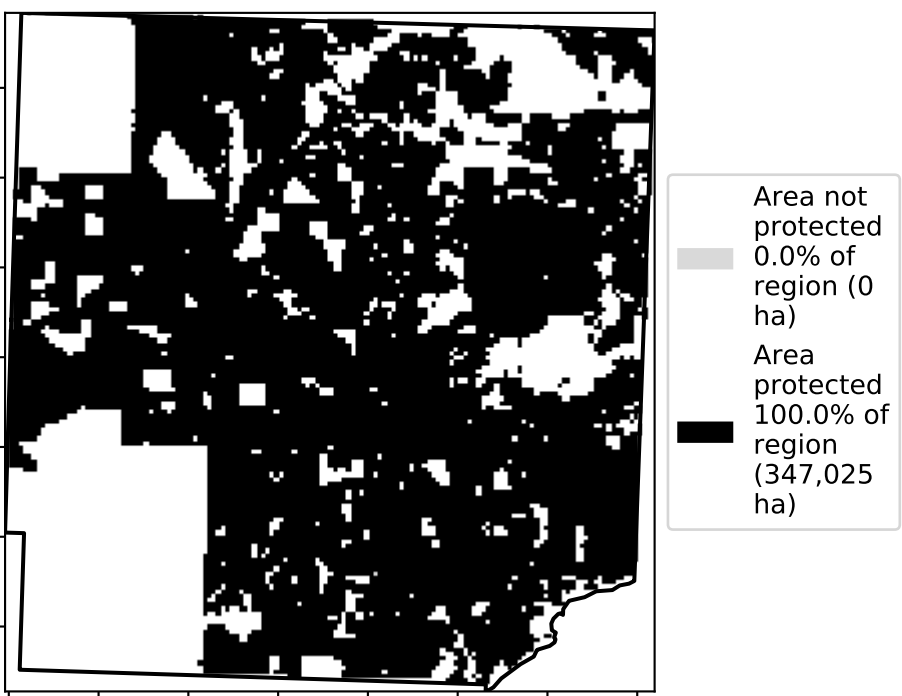 Area not
protected
0.0% of
region (0
ha)
Area
protected
100.0% of
region
(347,025
ha)